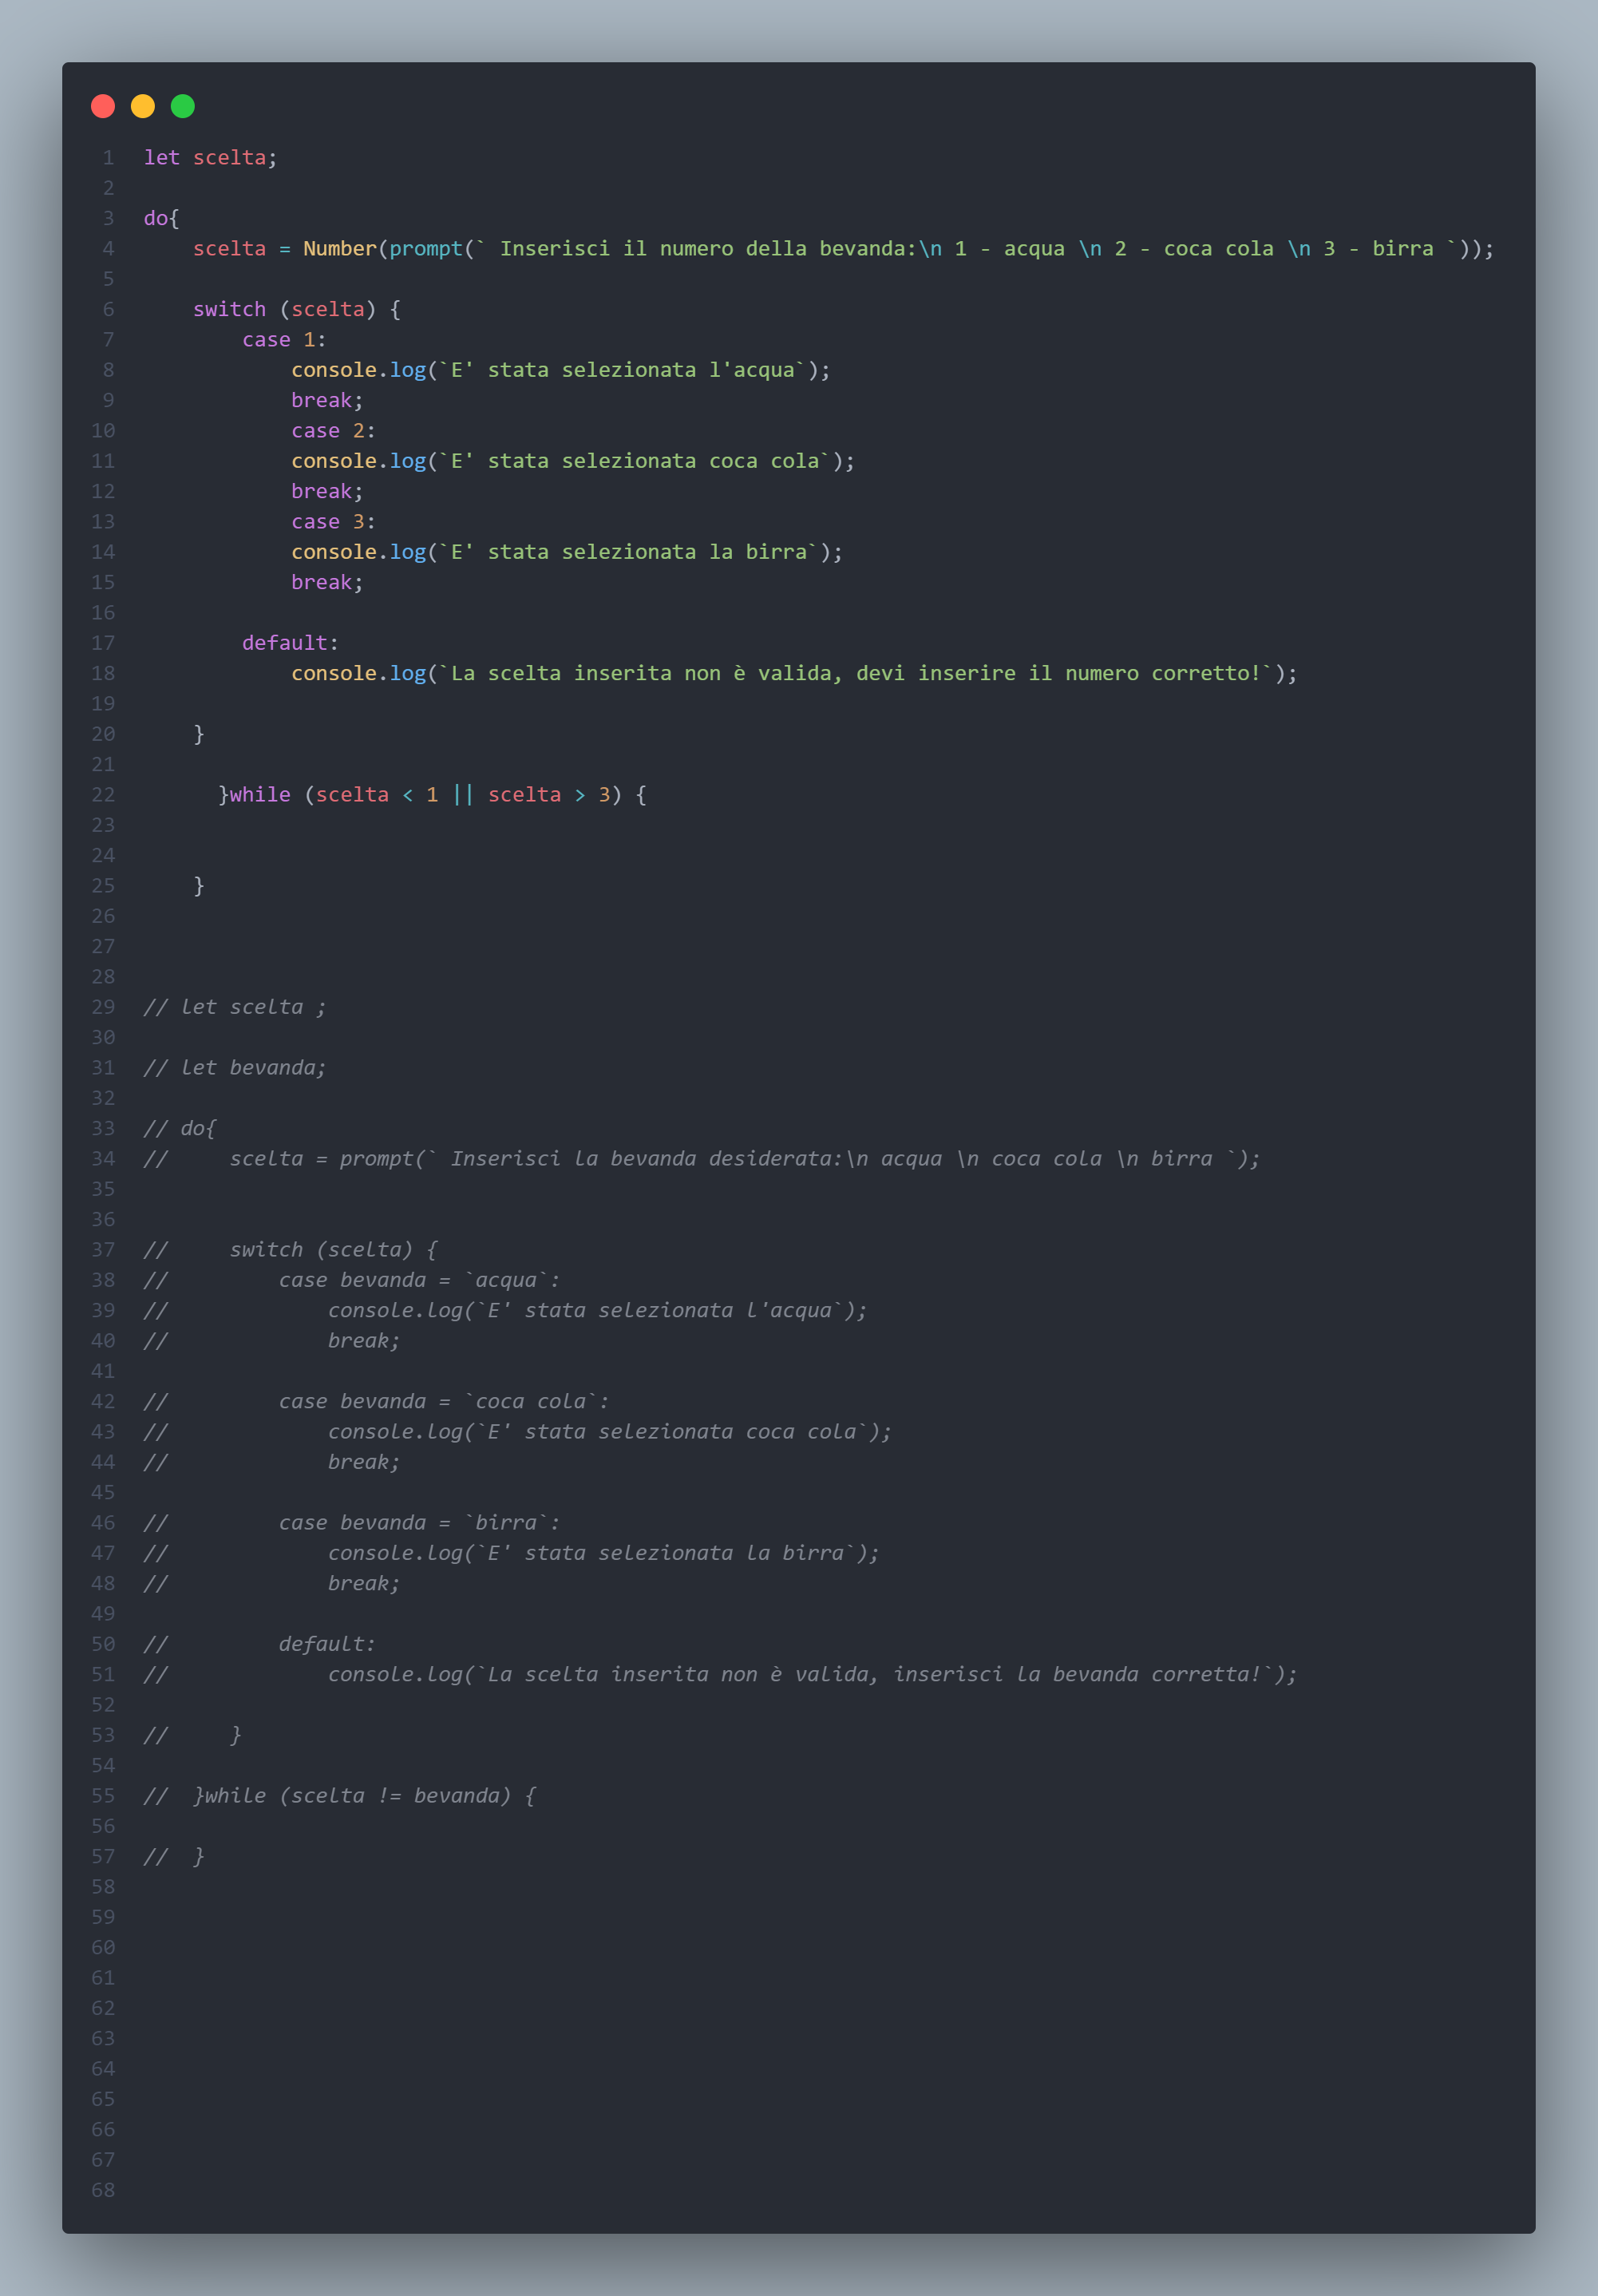 1 let scelta;
2
3 do{
4     scelta = Number(prompt(` Inserisci il numero della bevanda:\n 1 - acqua \n 2 - coca cola \n 3 - birra `));
5
6     switch (scelta) {
7         case 1:
8             console.log(`E' stata selezionata l'acqua`);
9             break;
10             case 2:
11             console.log(`E' stata selezionata coca cola`);
12             break;
13             case 3:
14             console.log(`E' stata selezionata la birra`);
15             break;
16
17         default:
18             console.log(`La scelta inserita non è valida, devi inserire il numero corretto!`);
19
20     }
21
22       }while (scelta < 1 || scelta > 3) {
23
24
25     }
26
27
28
29 // let scelta ;
30
31 // let bevanda;
32
33 // do{
34 //     scelta = prompt(` Inserisci la bevanda desiderata:\n acqua \n coca cola \n birra `);
35
36
37 //     switch (scelta) {
38 //         case bevanda = `acqua`:
39 //             console.log(`E' stata selezionata l'acqua`);
40 //             break;
41
42 //         case bevanda = `coca cola`:
43 //             console.log(`E' stata selezionata coca cola`);
44 //             break;
45
46 //         case bevanda = `birra`:
47 //             console.log(`E' stata selezionata la birra`);
48 //             break;
49
50 //         default:
51 //             console.log(`La scelta inserita non è valida, inserisci la bevanda corretta!`);
52
53 //     }
54
55 //  }while (scelta != bevanda) {
56
57 //  }
58
59
60
61
62
63
64
65
66
67
68